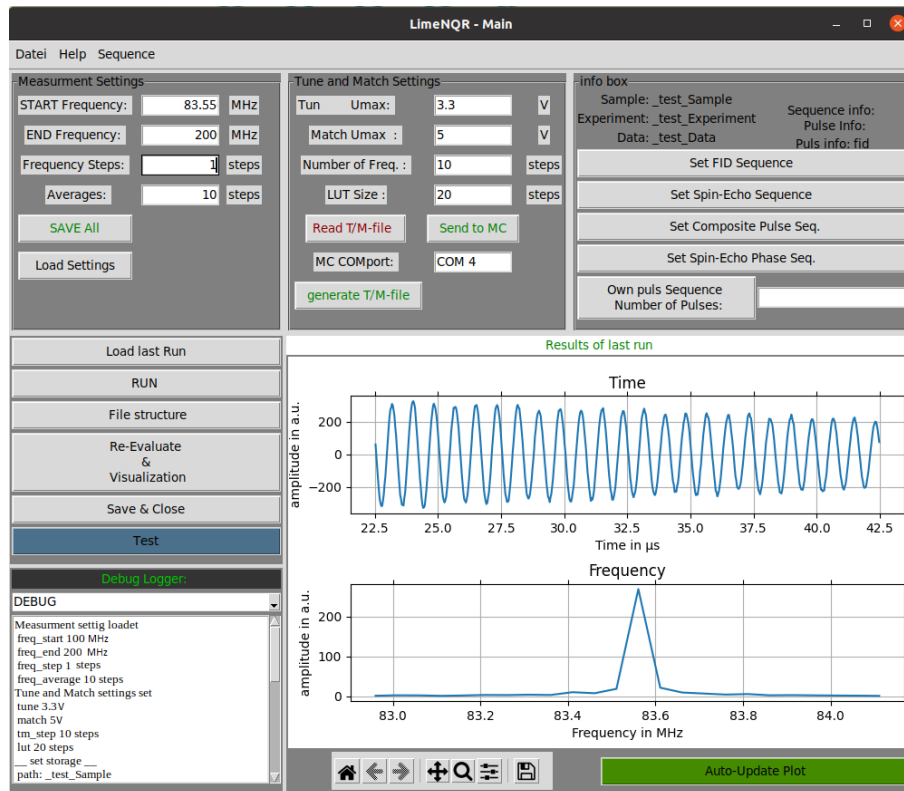 LimeNQR - Main
Datei Help Sequence
Measurment Settings
START Frequency: 83.55 MHz
END Frequency: 200 MHz
Frequency Steps: 1 steps
Averages: 10 steps
SAVE All
Load Settings
Tune and Match Settings
Tun Umax: 3.3 V
Match Umax : 5 V
Number of Freq. : 10 steps
LUT Size : 20 steps
Read T/M-file Send to MC
MC COMport: COM 4
generate T/M-file
info box
Sample: _test_Sample
Experiment: _test_Experiment
Data: _test_Data
Sequence info:
Pulse Info:
Puls info: fid
Set FID Sequence
Set Spin-Echo Sequence
Set Composite Pulse Seq.
Set Spin-Echo Phase Seq.
Own puls Sequence
Number of Pulses:
Load last Run
RUN
File structure
Re-Evaluate
&
Visualization
Save & Close
Test
Debug Logger:
DEBUG
Measurment settig loadet
freq_start 100 MHz
freq_end 200 MHz
freq_step 1 steps
freq_average 10 steps
Tune and Match settings set
tune 3.3V
match 5V
tm_step 10 steps
lut 20 steps
__ set storage __
path: _test_Sample
Results of last run
Time
amplitude in a.u.
200
0
−200
22.5 25.0 27.5 30.0 32.5 35.0 37.5 40.0 42.5
Time in µs
Frequency
amplitude in a.u.
200
100
0
83.0 83.2 83.4 83.6 83.8 84.0
Frequency in MHz
Auto-Update Plot